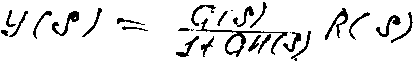 y(s) = G(s) / 1 + GH(s) R(s)